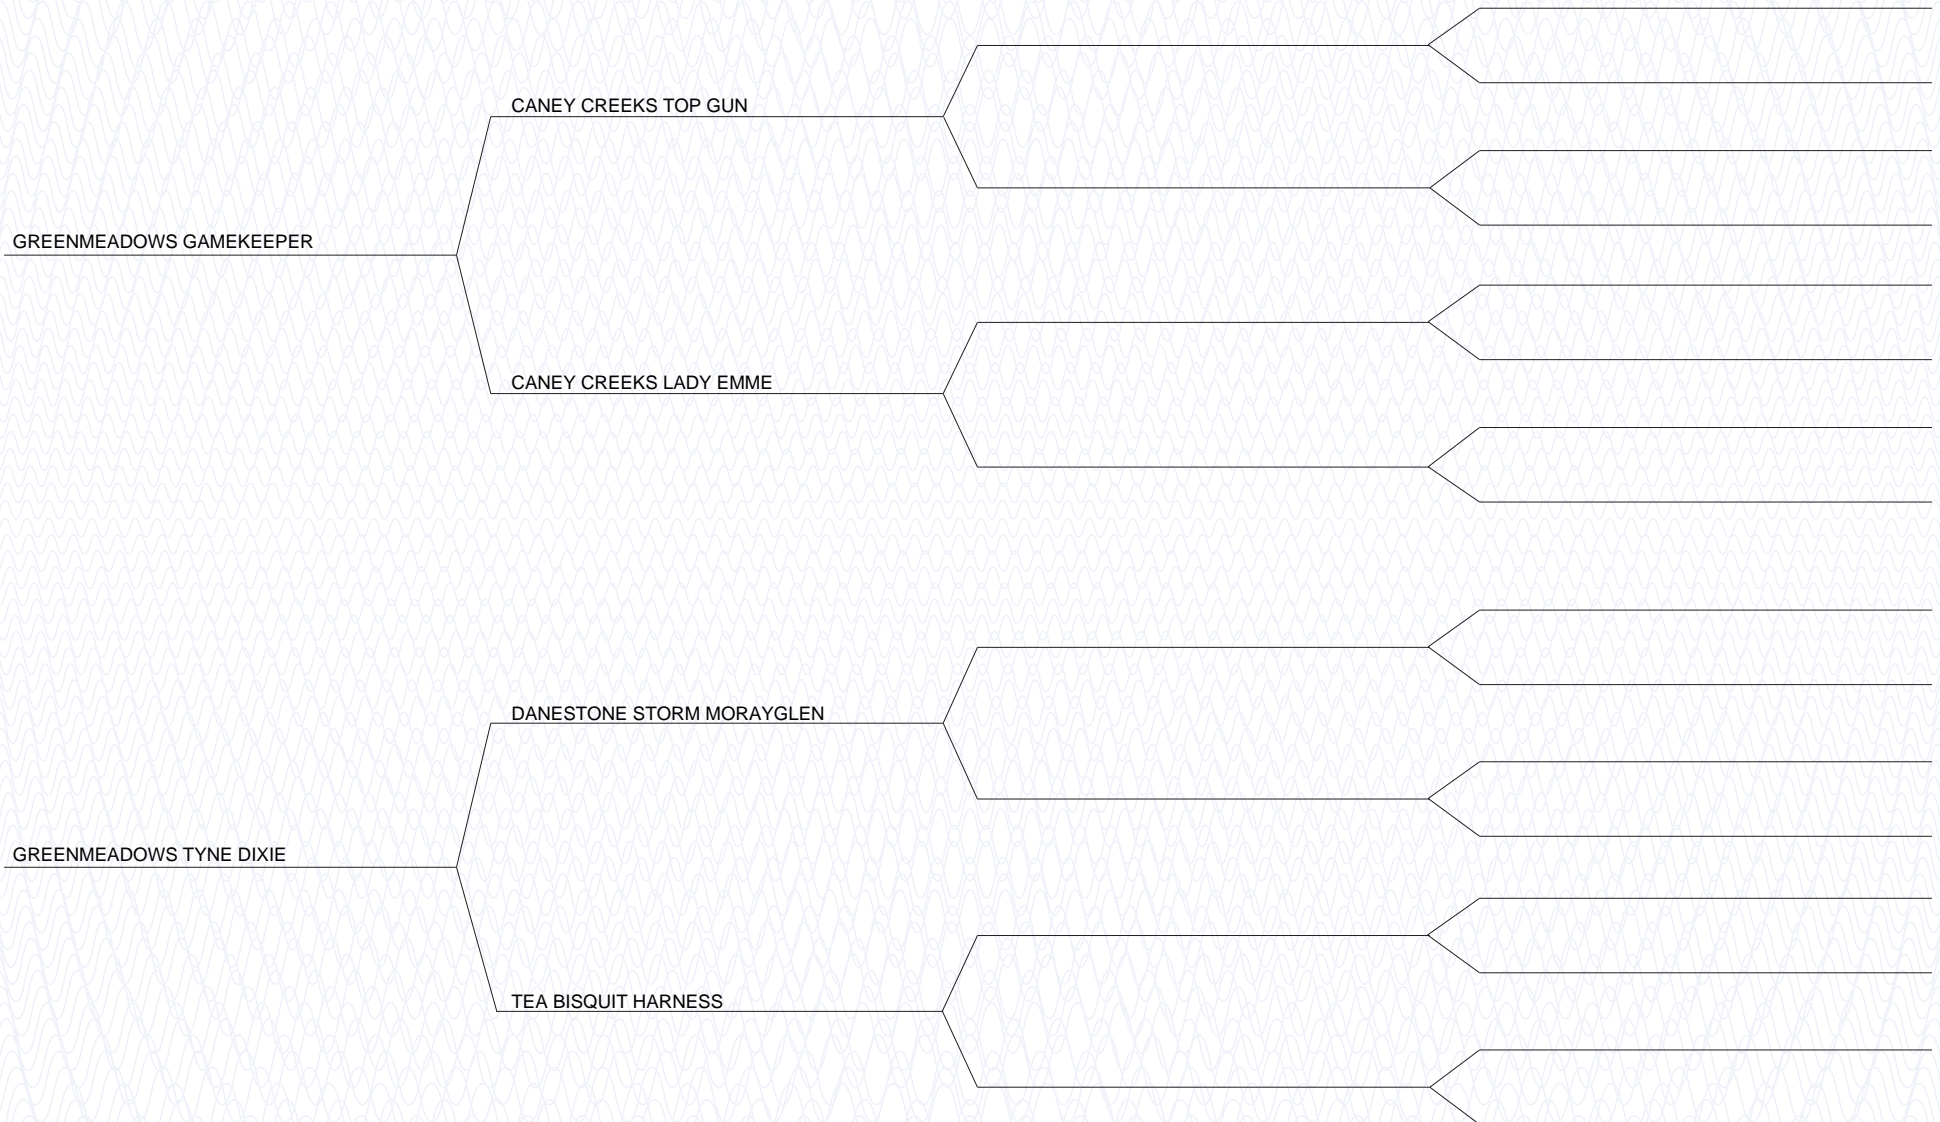 CANEY CREEKS TOP GUN
GREENMEADOWS GAMEKEEPER
CANEY CREEKS LADY EMME
DANESTONE STORM MORAYGLEN
GREENMEADOWS TYNE DIXIE
TEA BISQUIT HARNESS